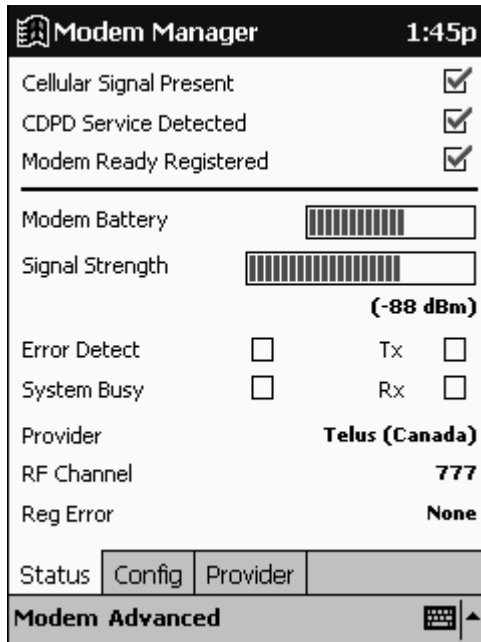 Modem Manager 1:45p
Cellular Signal Present
CDPD Service Detected
Modem Ready Registered
Modem Battery
Signal Strength
(-88 dBm)
Error Detect Tx
System Busy Rx
Provider Telus (Canada)
RF Channel 777
Reg Error None
Status Config Provider
Modem Advanced